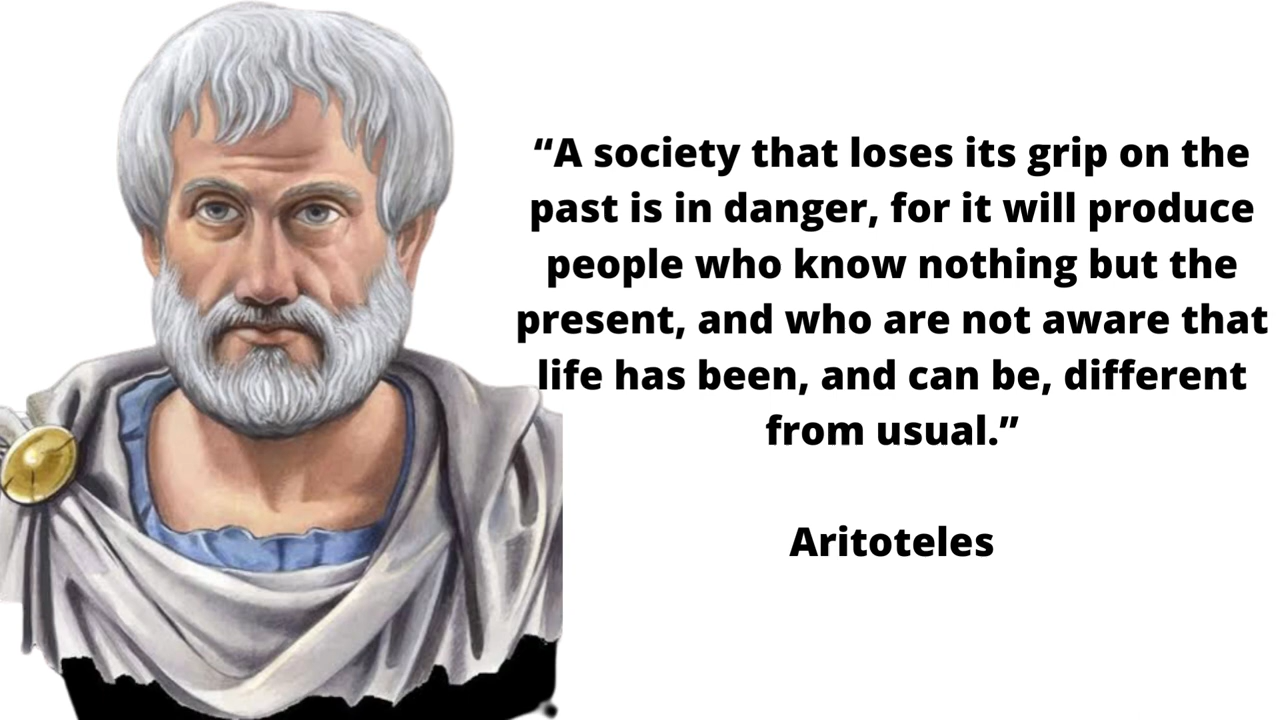 “A society that loses its grip on the
past is in danger, for it will produce
people who know nothing but the
present, and who are not aware that
life has been, and can be, different
from usual.”
Aritoteles